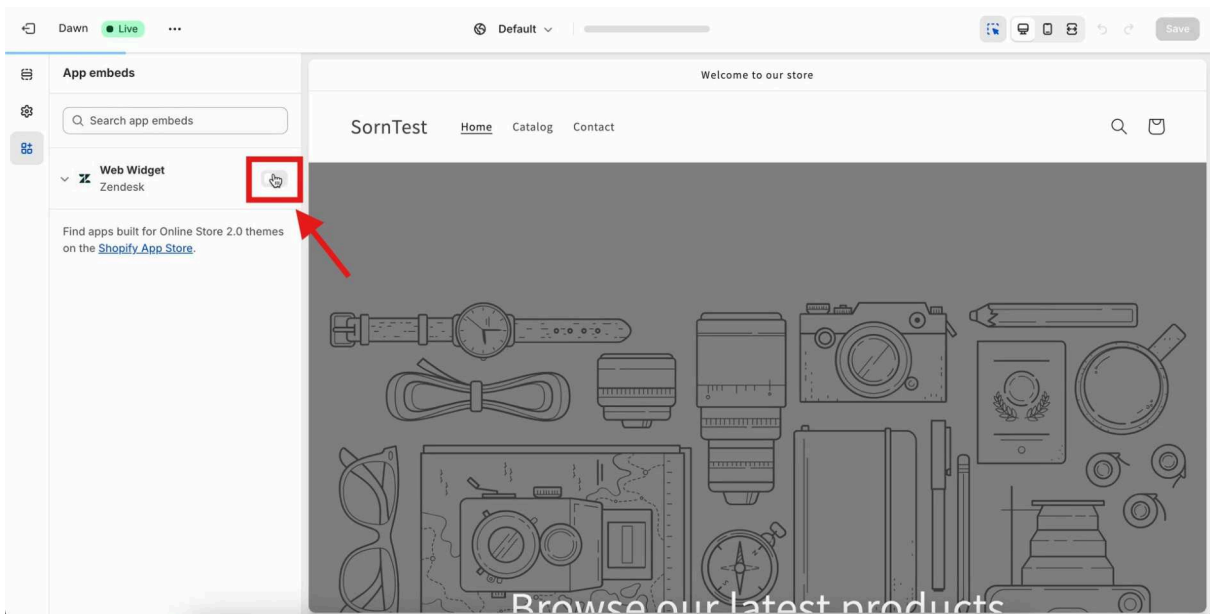 Dawn Live ... Default Save
App embeds
Search app embeds
Web Widget
Zendesk
Find apps built for Online Store 2.0 themes
on the Shopify App Store.
Welcome to our store
SornTest Home Catalog Contact
Browse our latest products